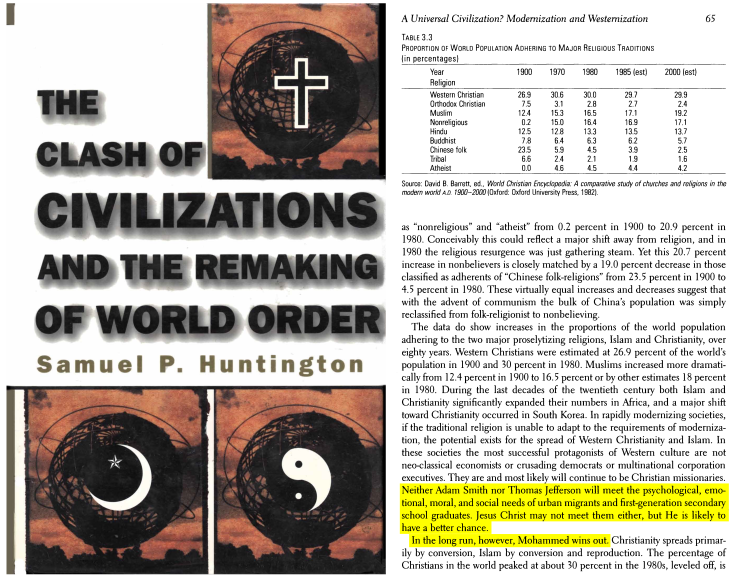 THE
CLASH OF
CIVILIZATIONS
AND THE REMAKING
OF WORLD ORDER
Samuel P. Huntington
A Universal Civilization? Modernization and Westernization 65
TABLE 3.3
PROPORTION OF WORLD POPULATION ADHERING TO MAJOR RELIGIOUS TRADITIONS
(in percentages)
Year 1900 1970 1980 1985 (est) 2000 (est)
Religion
Western Christian 26.9 30.6 30.0 29.7 29.9
Orthodox Christian 7.5 3.1 2.8 2.7 2.4
Muslim 12.4 15.3 16.5 17.1 19.2
Nonreligious 0.2 15.0 16.4 16.9 17.1
Hindu 12.5 12.8 13.3 13.5 13.7
Buddhist 7.8 6.4 6.3 6.2 5.7
Chinese folk 23.5 5.9 4.5 3.9 2.5
Tribal 6.6 2.4 2.1 1.9 1.6
Atheist 0.0 4.6 4.5 4.4 4.2
Source: David B. Barrett, ed., World Christian Encyclopedia: A comparative study of churches and religions in the
modern world A.D. 1900–2000 (Oxford: Oxford University Press, 1982).
as “nonreligious” and “atheist” from 0.2 percent in 1900 to 20.9 percent in
1980. Conceivably this could reflect a major shift away from religion, and in
1980 the religious resurgence was just gathering steam. Yet this 20.7 percent
increase in nonbelievers is closely matched by a 19.0 percent decrease in those
classified as adherents of “Chinese folk-religions” from 23.5 percent in 1900 to
4.5 percent in 1980. These virtually equal increases and decreases suggest that
with the advent of communism the bulk of China’s population was simply
reclassified from folk-religionist to nonbelieving.
The data do show increases in the proportions of the world population
adhering to the two major proselytizing religions, Islam and Christianity, over
eighty years. Western Christians were estimated at 26.9 percent of the world’s
population in 1900 and 30 percent in 1980. Muslims increased more dramati-
cally from 12.4 percent in 1900 to 16.5 percent or by other estimates 18 percent
in 1980. During the last decades of the twentieth century both Islam and
Christianity significantly expanded their numbers in Africa, and a major shift
toward Christianity occurred in South Korea. In rapidly modernizing societies,
if the traditional religion is unable to adapt to the requirements of moderniza-
tion, the potential exists for the spread of Western Christianity and Islam. In
these societies the most successful protagonists of Western culture are not
neo-classical economists or crusading democrats or multinational corporation
executives. They are and most likely will continue to be Christian missionaries.
Neither Adam Smith nor Thomas Jefferson will meet the psychological, emo-
tional, moral, and social needs of urban migrants and first-generation secondary
school graduates. Jesus Christ may not meet them either, but He is likely to
have a better chance.
In the long run, however, Mohammed wins out. Christianity spreads primar-
ily by conversion, Islam by conversion and reproduction. The percentage of
Christians in the world peaked at about 30 percent in the 1980s, leveled off, is